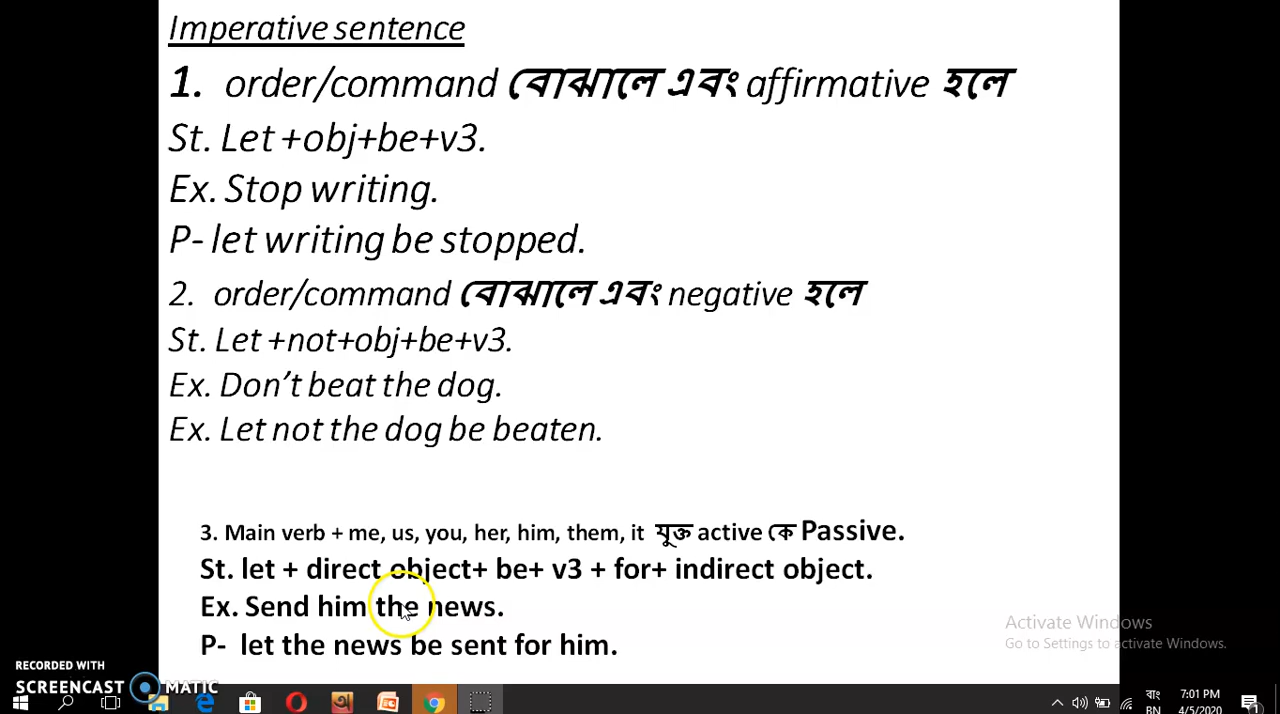 Imperative sentence
1. order/command বোঝালে এবং affirmative হলে
St. Let +obj+be+v3.
Ex. Stop writing.
P- let writing be stopped.
2. order/command বোঝালে এবং negative হলে
St. Let +not+obj+be+v3.
Ex. Don’t beat the dog.
Ex. Let not the dog be beaten.
3. Main verb + me, us, you, her, him, them, it যুক্ত active কে Passive.
St. let + direct object+ be+ v3 + for+ indirect object.
Ex. Send him the news.
P- let the news be sent for him.
Activate Windows
Go to Settings to activate Windows.
RECORDED WITH
SCREENCAST MATIC
বাং
BN
7:01 PM
4/5/2020